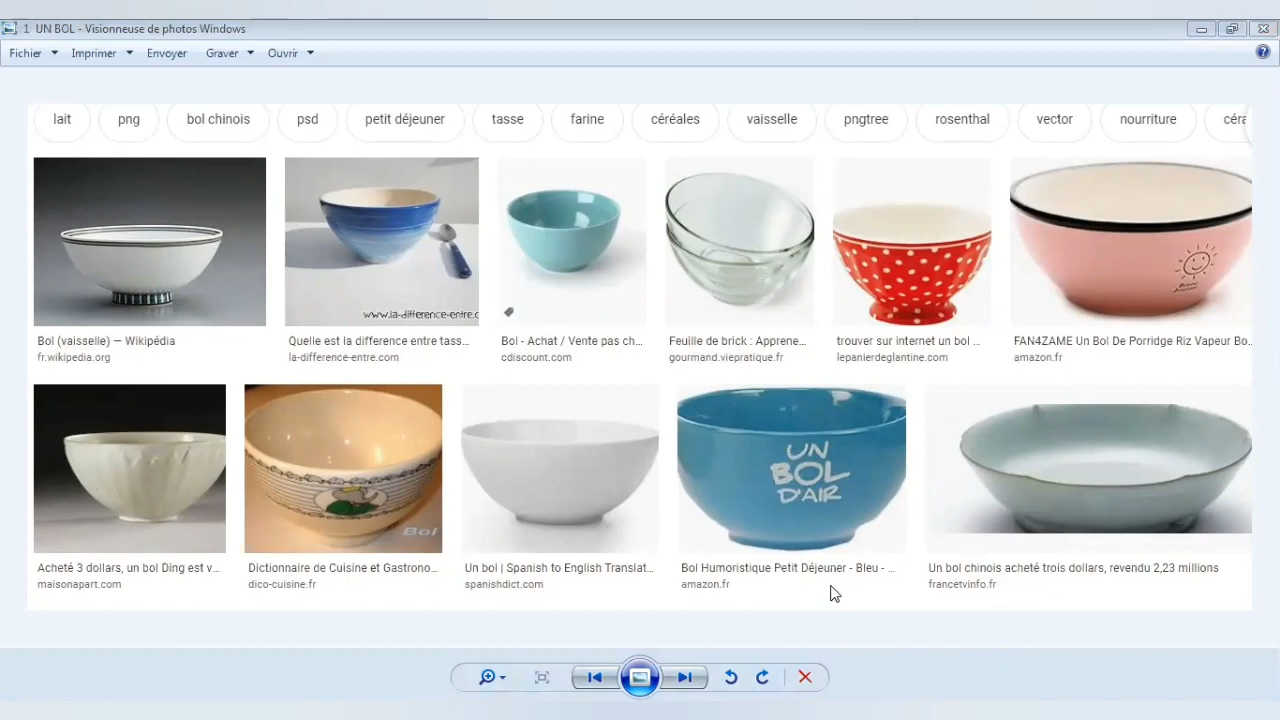 1 UN BOL - Visionneuse de photos Windows
Fichier Imprimer Envoyer Graver Ouvrir
lait png bol chinois psd petit déjeuner tasse farine céréales vaisselle pngtree rosenthal vector nourriture céra
www.la-difference-entre.c
Bol (vaisselle) — Wikipédia
fr.wikipedia.org
Quelle est la difference entre tass...
la-difference-entre.com
Bol - Achat / Vente pas ch...
cdiscount.com
Feuille de brick : Apprene...
gourmand.viepratique.fr
trouver sur internet un bol ...
lepanierdeglantine.com
FAN4ZAME Un Bol De Porridge Riz Vapeur Bo...
amazon.fr
Bol
UN
BOL
D'AIR
Acheté 3 dollars, un bol Ding est v...
maisonapart.com
Dictionnaire de Cuisine et Gastrono...
dico-cuisine.fr
Un bol | Spanish to English Translat...
spanishdict.com
Bol Humoristique Petit Déjeuner - Bleu - ...
amazon.fr
Un bol chinois acheté trois dollars, revendu 2,23 millions
francetvinfo.fr